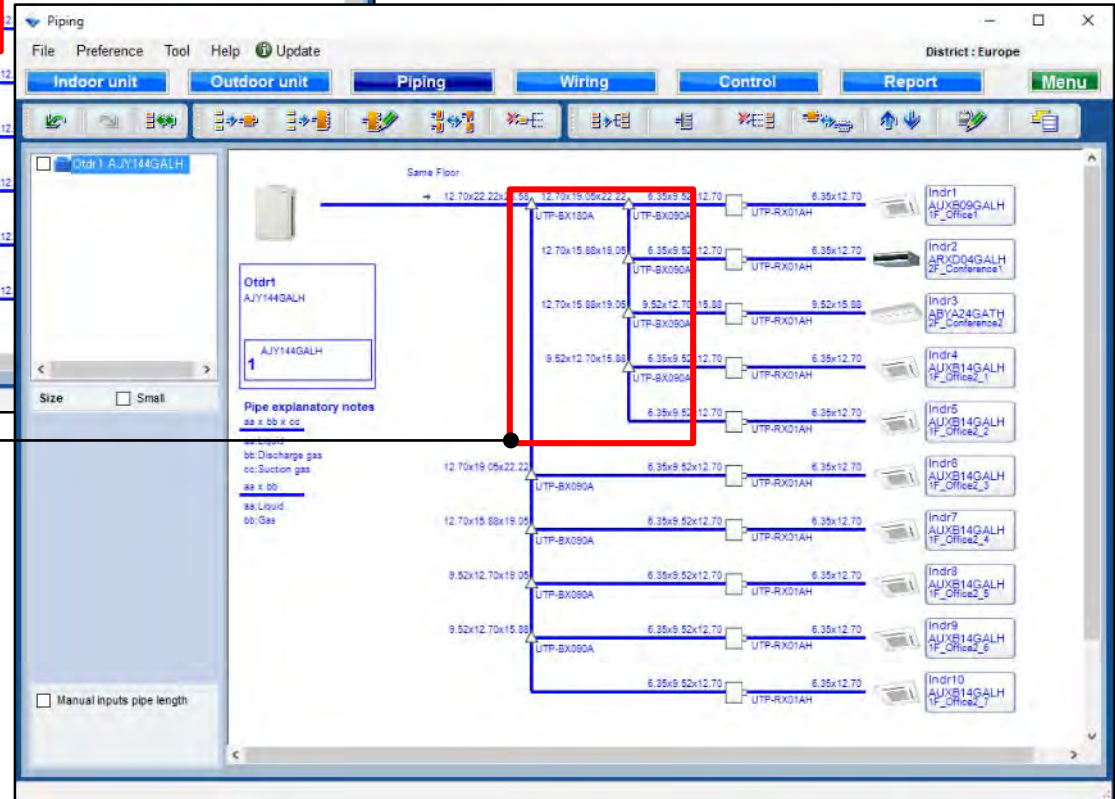 Piping
File Preference Tool Help Update District : Europe
Indoor unit Outdoor unit Piping Wiring Control Report Menu
Otdr1 AJY144GALH
Size Small
Manual inputs pipe length
Same Floor
Otdr1
AJY144GALH
AJY144GALH
1
Pipe explanatory notes
aa x bb x cc
aa:Liquid
bb:Discharge gas
cc:Suction gas
aa x bb
aa:Liquid
bb:Gas
12.70x19.05x22.22 6.35x9.52x12.70 6.35x12.70
UTP-BX180A UTP-BX090A UTP-RX01AH
Indr1
AUXB09GALH
1F_Office1
12.70x15.88x19.05 6.35x9.52x12.70 6.35x12.70
UTP-BX090A UTP-RX01AH
Indr2
ARXD04GALH
2F_Conference1
12.70x15.88x19.05 9.52x12.70x15.88 9.52x15.88
UTP-BX090A UTP-RX01AH
Indr3
ABYA24GATH
2F_Conference2
9.52x12.70x15.88 6.35x9.52x12.70 6.35x12.70
UTP-BX090A UTP-RX01AH
Indr4
AUXB14GALH
1F_Office2_1
6.35x9.52x12.70 6.35x12.70
UTP-RX01AH
Indr5
AUXB14GALH
1F_Office2_2
12.70x19.05x22.22 6.35x9.52x12.70 6.35x12.70
UTP-BX090A UTP-RX01AH
Indr6
AUXB14GALH
1F_Office2_3
12.70x15.88x19.05 6.35x9.52x12.70 6.35x12.70
UTP-BX090A UTP-RX01AH
Indr7
AUXB14GALH
1F_Office2_4
9.52x12.70x19.05 6.35x9.52x12.70 6.35x12.70
UTP-BX090A UTP-RX01AH
Indr8
AUXB14GALH
1F_Office2_5
9.52x12.70x15.88 6.35x9.52x12.70 6.35x12.70
UTP-BX090A UTP-RX01AH
Indr9
AUXB14GALH
1F_Office2_6
6.35x9.52x12.70 6.35x12.70
UTP-RX01AH
Indr10
AUXB14GALH
1F_Office2_7